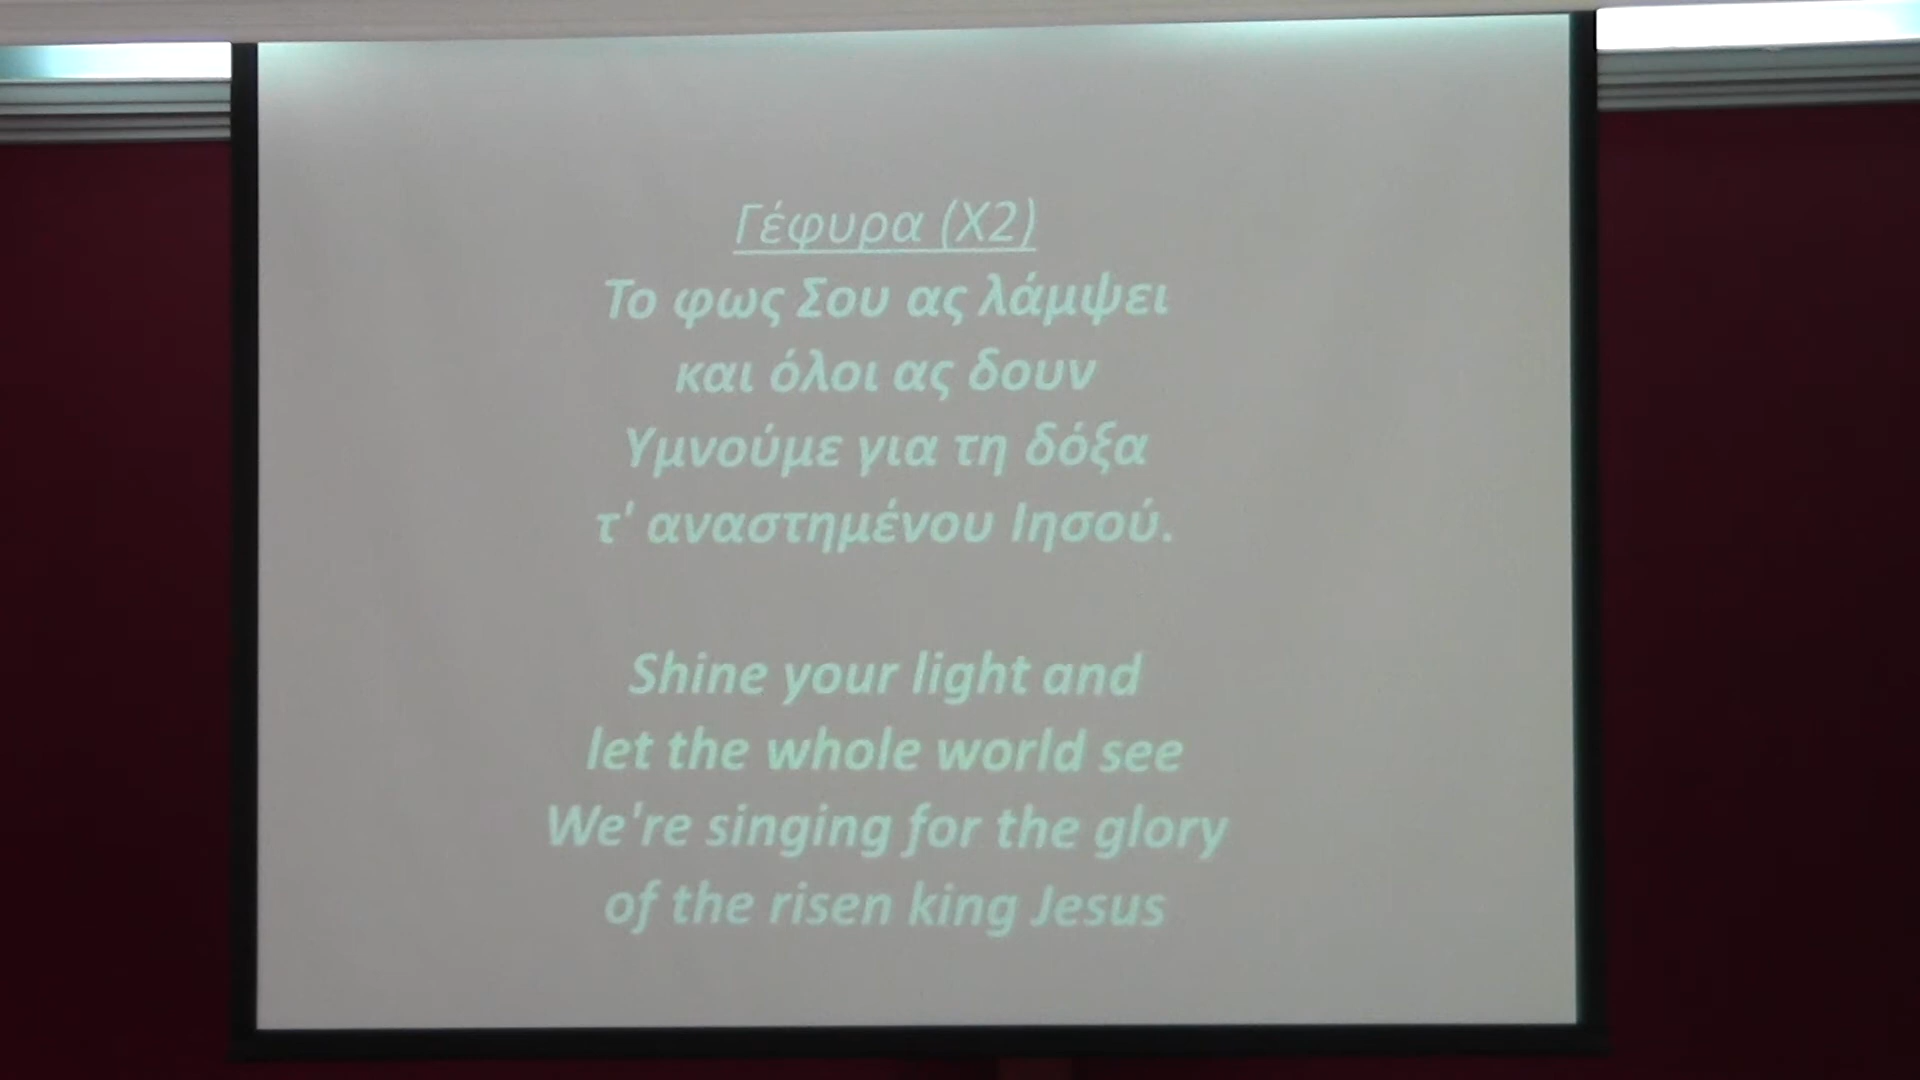 Γέφυρα (Χ2)
Το φως Σου ας λάμψει
και όλοι ας δουν
Υμνούμε για τη δόξα
τ' αναστημένου Ιησού.
Shine your light and
let the whole world see
We're singing for the glory
of the risen king Jesus